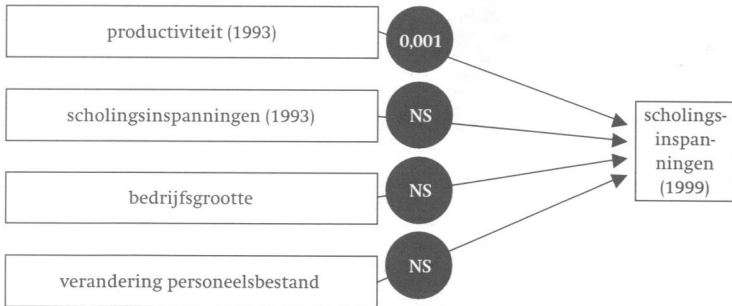 productiviteit (1993)
0,001
scholingsinspanningen (1993)
NS
bedrijfsgrootte
NS
verandering personeelsbestand
NS
scholings-
inspan-
ningen
(1999)